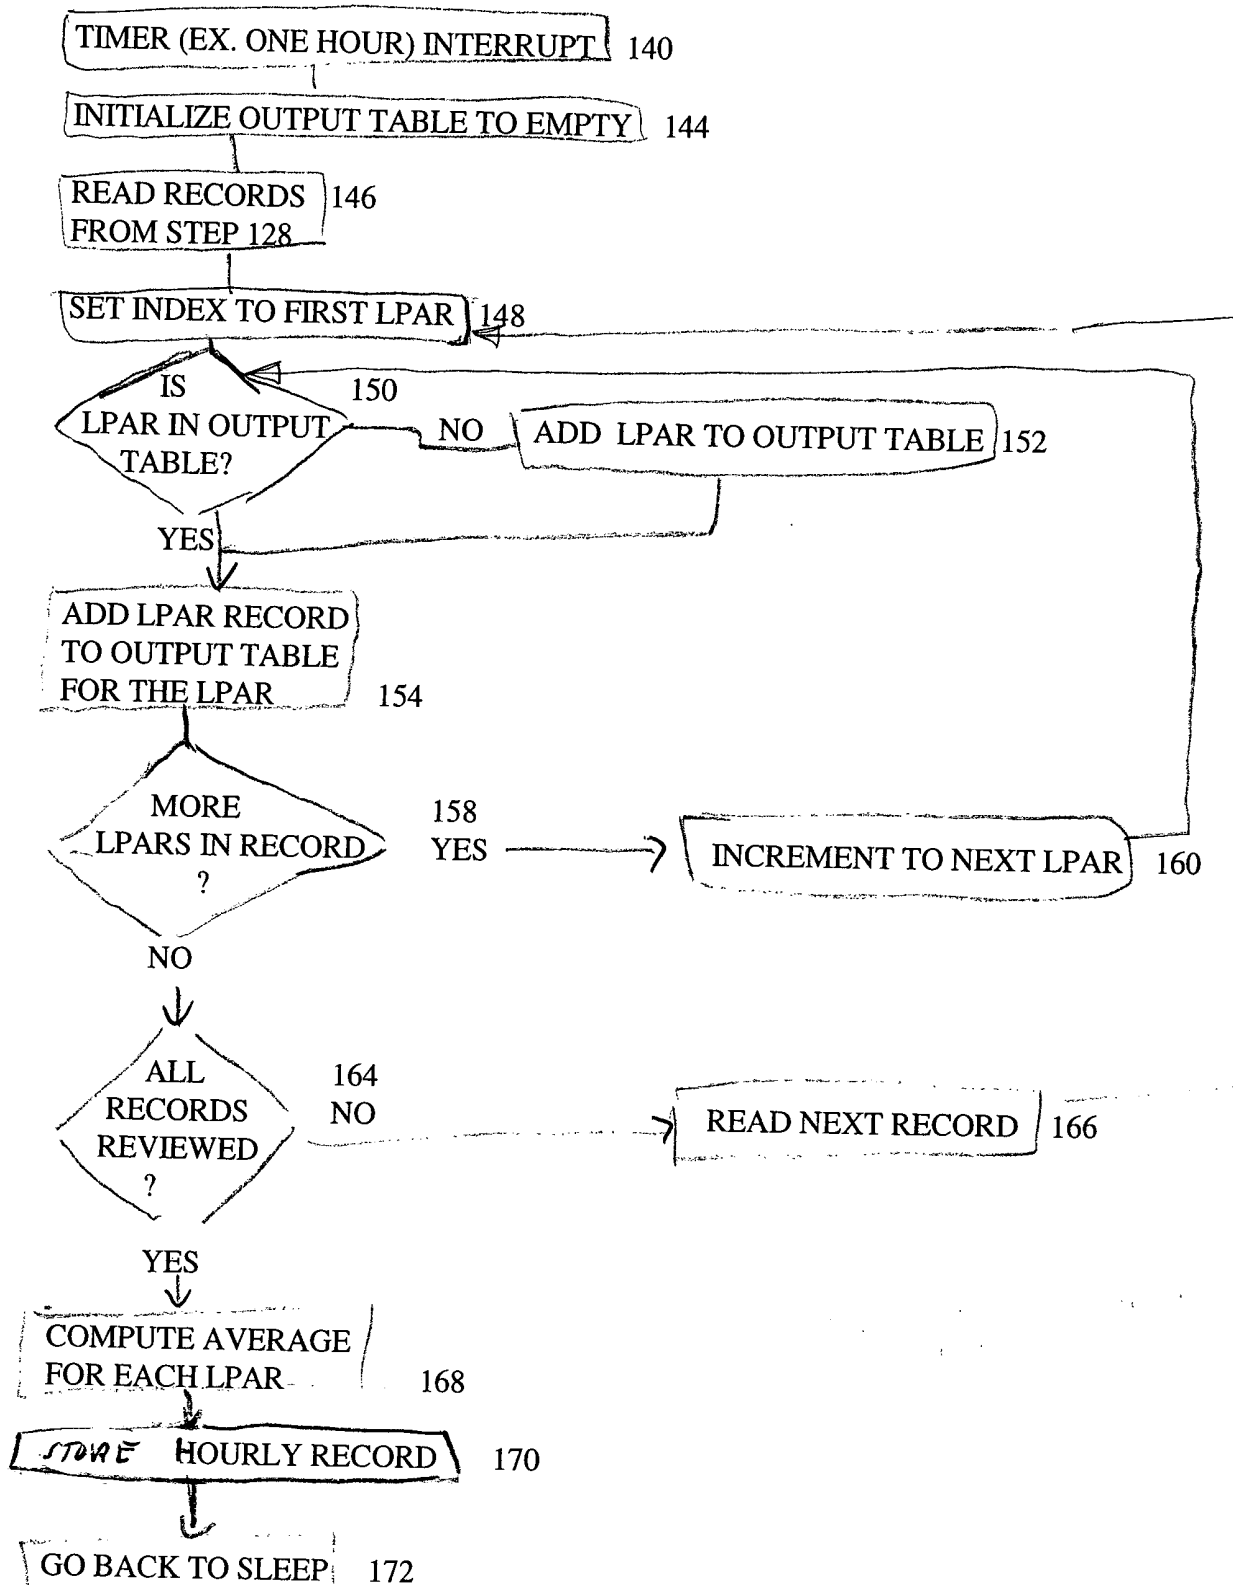 TIMER (EX. ONE HOUR) INTERRUPT 140
INITIALIZE OUTPUT TABLE TO EMPTY 144
READ RECORDS 146
FROM STEP 128
SET INDEX TO FIRST LPAR 148
IS 150
LPAR IN OUTPUT NO ADD LPAR TO OUTPUT TABLE 152
TABLE?
YES
ADD LPAR RECORD
TO OUTPUT TABLE
FOR THE LPAR 154
MORE 158
LPARS IN RECORD YES INCREMENT TO NEXT LPAR 160
?
NO
ALL 164
RECORDS NO READ NEXT RECORD 166
REVIEWED
?
YES
COMPUTE AVERAGE
FOR EACH LPAR 168
STORE HOURLY RECORD 170
GO BACK TO SLEEP 172